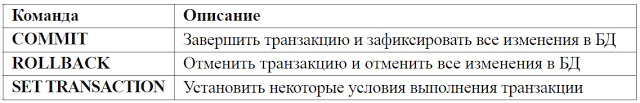 Команда Описание
COMMIT Завершить транзакцию и зафиксировать все изменения в БД
ROLLBACK Отменить транзакцию и отменить все изменения в БД
SET TRANSACTION Установить некоторые условия выполнения транзакции